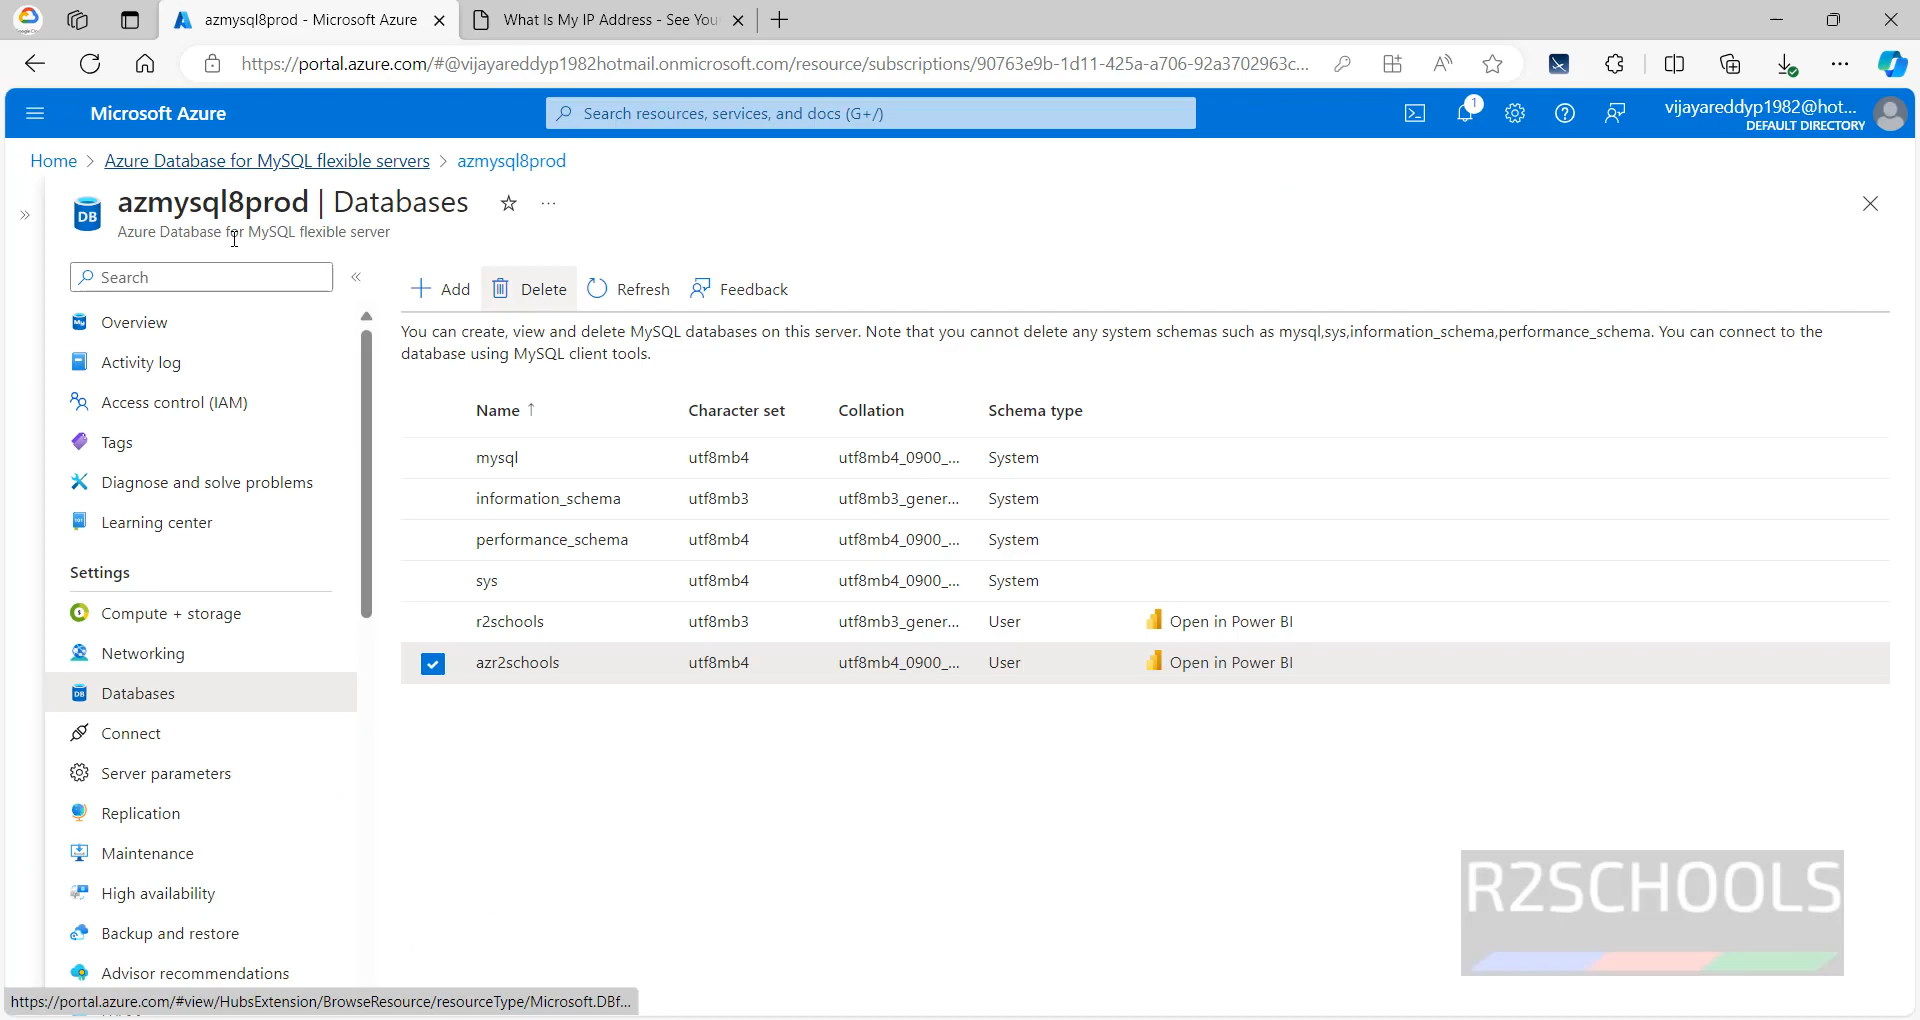 azmysql8prod - Microsoft Azure
What Is My IP Address - See You
https://portal.azure.com/#@vijayareddyp1982hotmail.onmicrosoft.com/resource/subscriptions/90763e9b-1d11-425a-a706-92a3702963c...
Microsoft Azure
Search resources, services, and docs (G+/)
1
vijayareddyp1982@hot...
DEFAULT DIRECTORY
Home > Azure Database for MySQL flexible servers > azmysql8prod
azmysql8prod | Databases
Azure Database for MySQL flexible server
Search
Overview
Activity log
Access control (IAM)
Tags
Diagnose and solve problems
Learning center
Settings
Compute + storage
Networking
Databases
Connect
Server parameters
Replication
Maintenance
High availability
Backup and restore
Advisor recommendations
Add Delete Refresh Feedback
You can create, view and delete MySQL databases on this server. Note that you cannot delete any system schemas such as mysql,sys,information_schema,performance_schema. You can connect to the
database using MySQL client tools.
Name ↑ Character set Collation Schema type
mysql utf8mb4 utf8mb4_0900_... System
information_schema utf8mb3 utf8mb3_gener... System
performance_schema utf8mb4 utf8mb4_0900_... System
sys utf8mb4 utf8mb4_0900_... System
r2schools utf8mb3 utf8mb3_gener... User Open in Power BI
azr2schools utf8mb4 utf8mb4_0900_... User Open in Power BI
R2SCHOOLS
https://portal.azure.com/#view/HubsExtension/BrowseResource/resourceType/Microsoft.DBf...